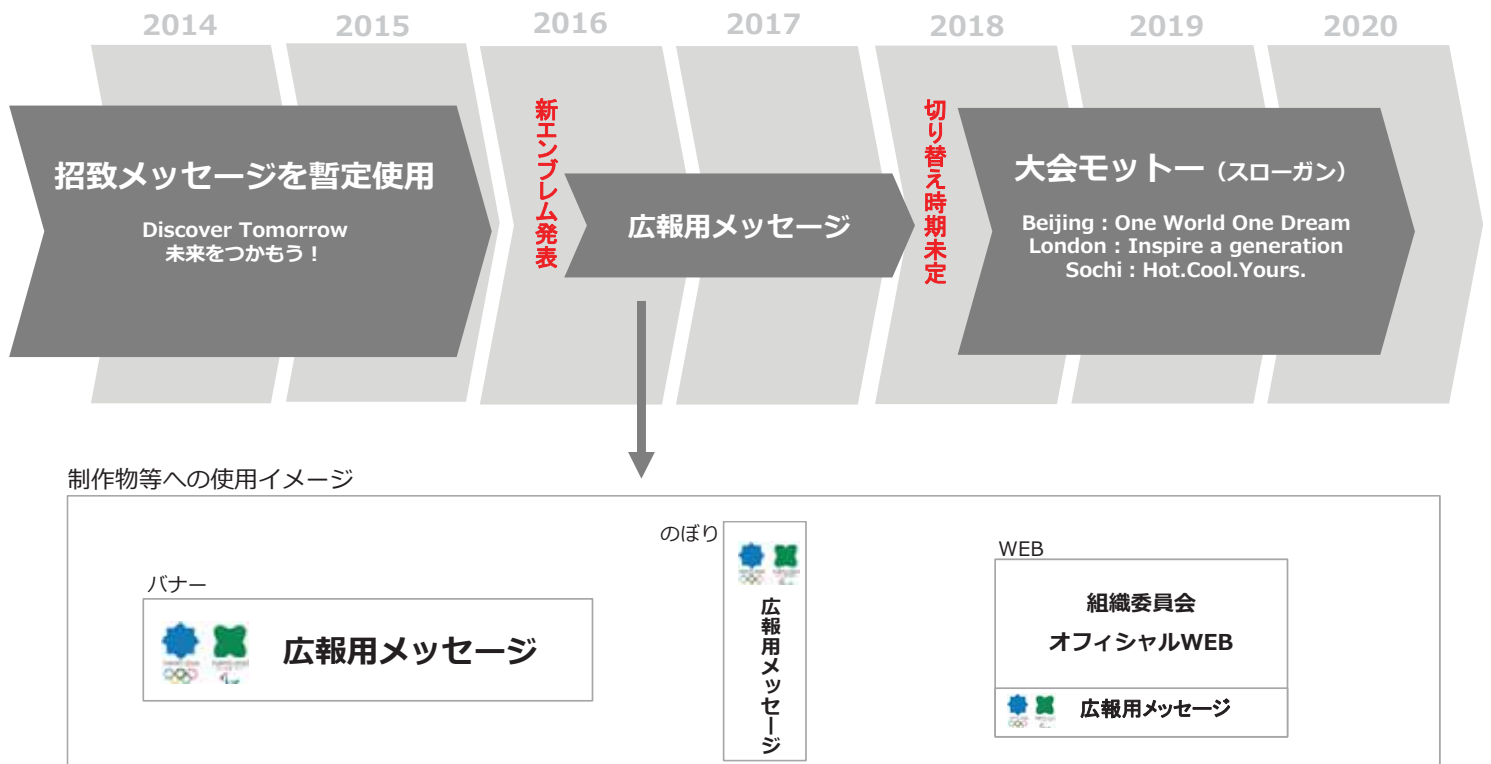 2014 2015 2016 2017 2018 2019 2020
招致メッセージを暫定使用
Discover Tomorrow
未来をつかもう！
新エンブレム発表
広報用メッセージ
切り替え時期未定
大会モットー（スローガン）
Beijing：One World One Dream
London：Inspire a generation
Sochi：Hot.Cool.Yours.
制作物等への使用イメージ
バナー
広報用メッセージ
のぼり
広報用メッセージ
WEB
組織委員会
オフィシャルWEB
広報用メッセージ